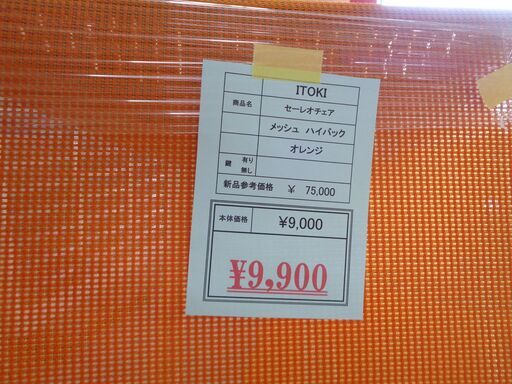 ITOKI
商品名 セーレオチェア
メッシュ ハイバック
オレンジ
鍵 有り
無し
新品参考価格 ¥ 75,000
本体価格 ¥9,000
¥9,900